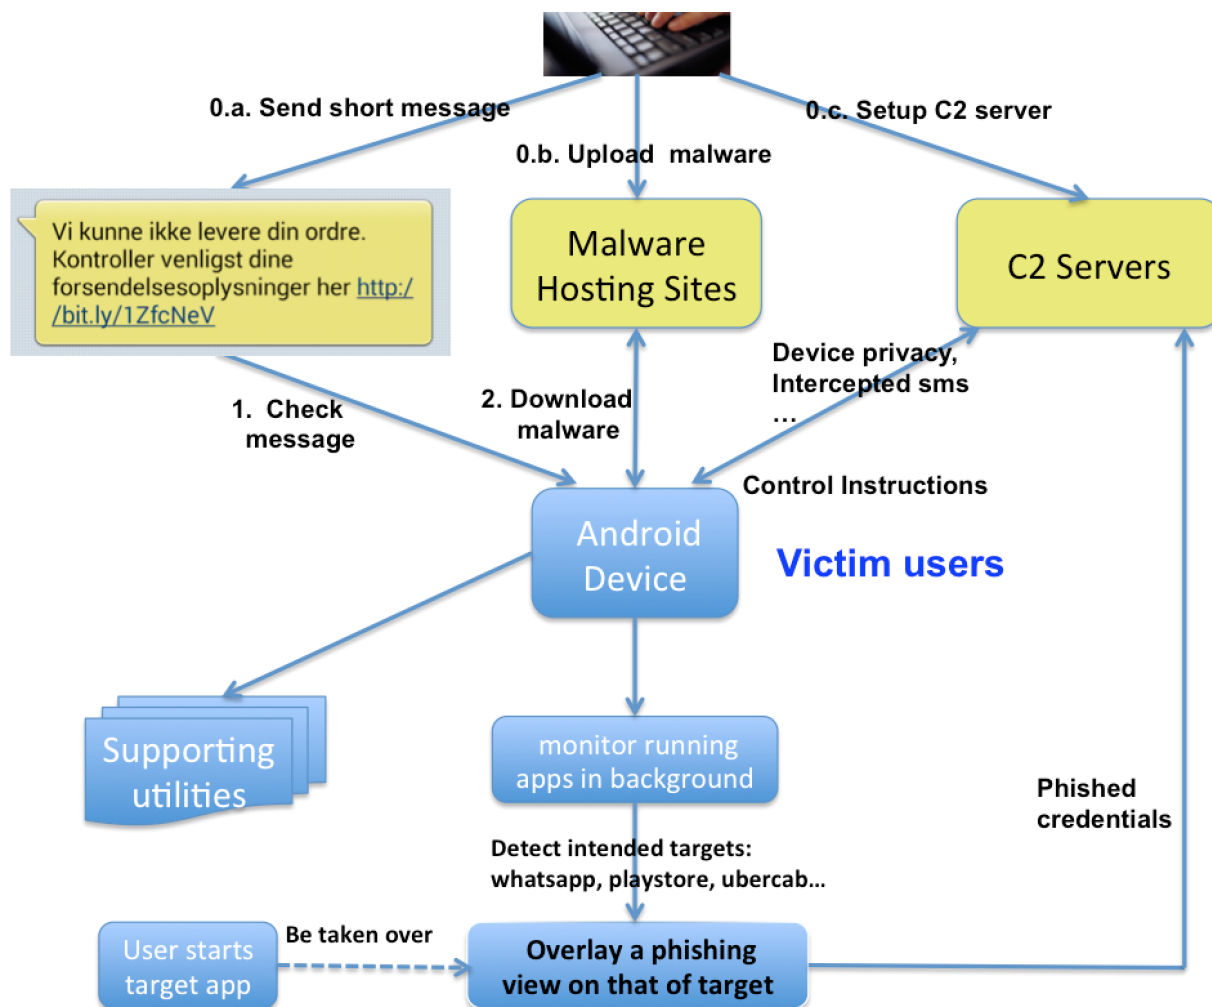 0.a. Send short message
0.c. Setup C2 server
0.b. Upload  malware
Vi kunne ikke levere din ordre.
Kontroller venligst dine
forsendelsesoplysninger her http:/
/bit.ly/1ZfcNeV
Malware
Hosting Sites
C2 Servers
Device privacy,
Intercepted sms
…
1.  Check
message
2. Download
malware
Control Instructions
Android
Device
Victim users
Supporting
utilities
monitor running
apps in background
Phished
credentials
Detect intended targets:
whatsapp, playstore, ubercab…
User starts
target app
Be taken over
Overlay a phishing
view on that of target